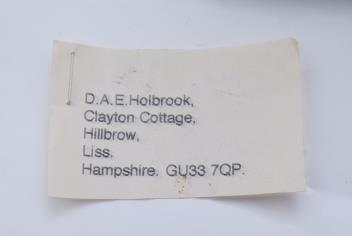 D.A.E.Holbrook,
Clayton Cottage,
Hillbrow,
Liss.
Hampshire. GU33 7QP.